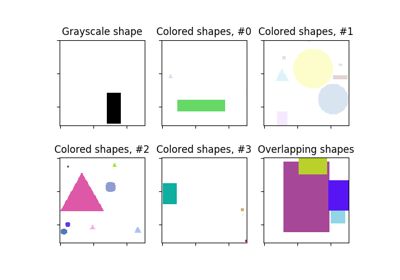 Grayscale shape
Colored shapes, #0
Colored shapes, #1
Colored shapes, #2
Colored shapes, #3
Overlapping shapes